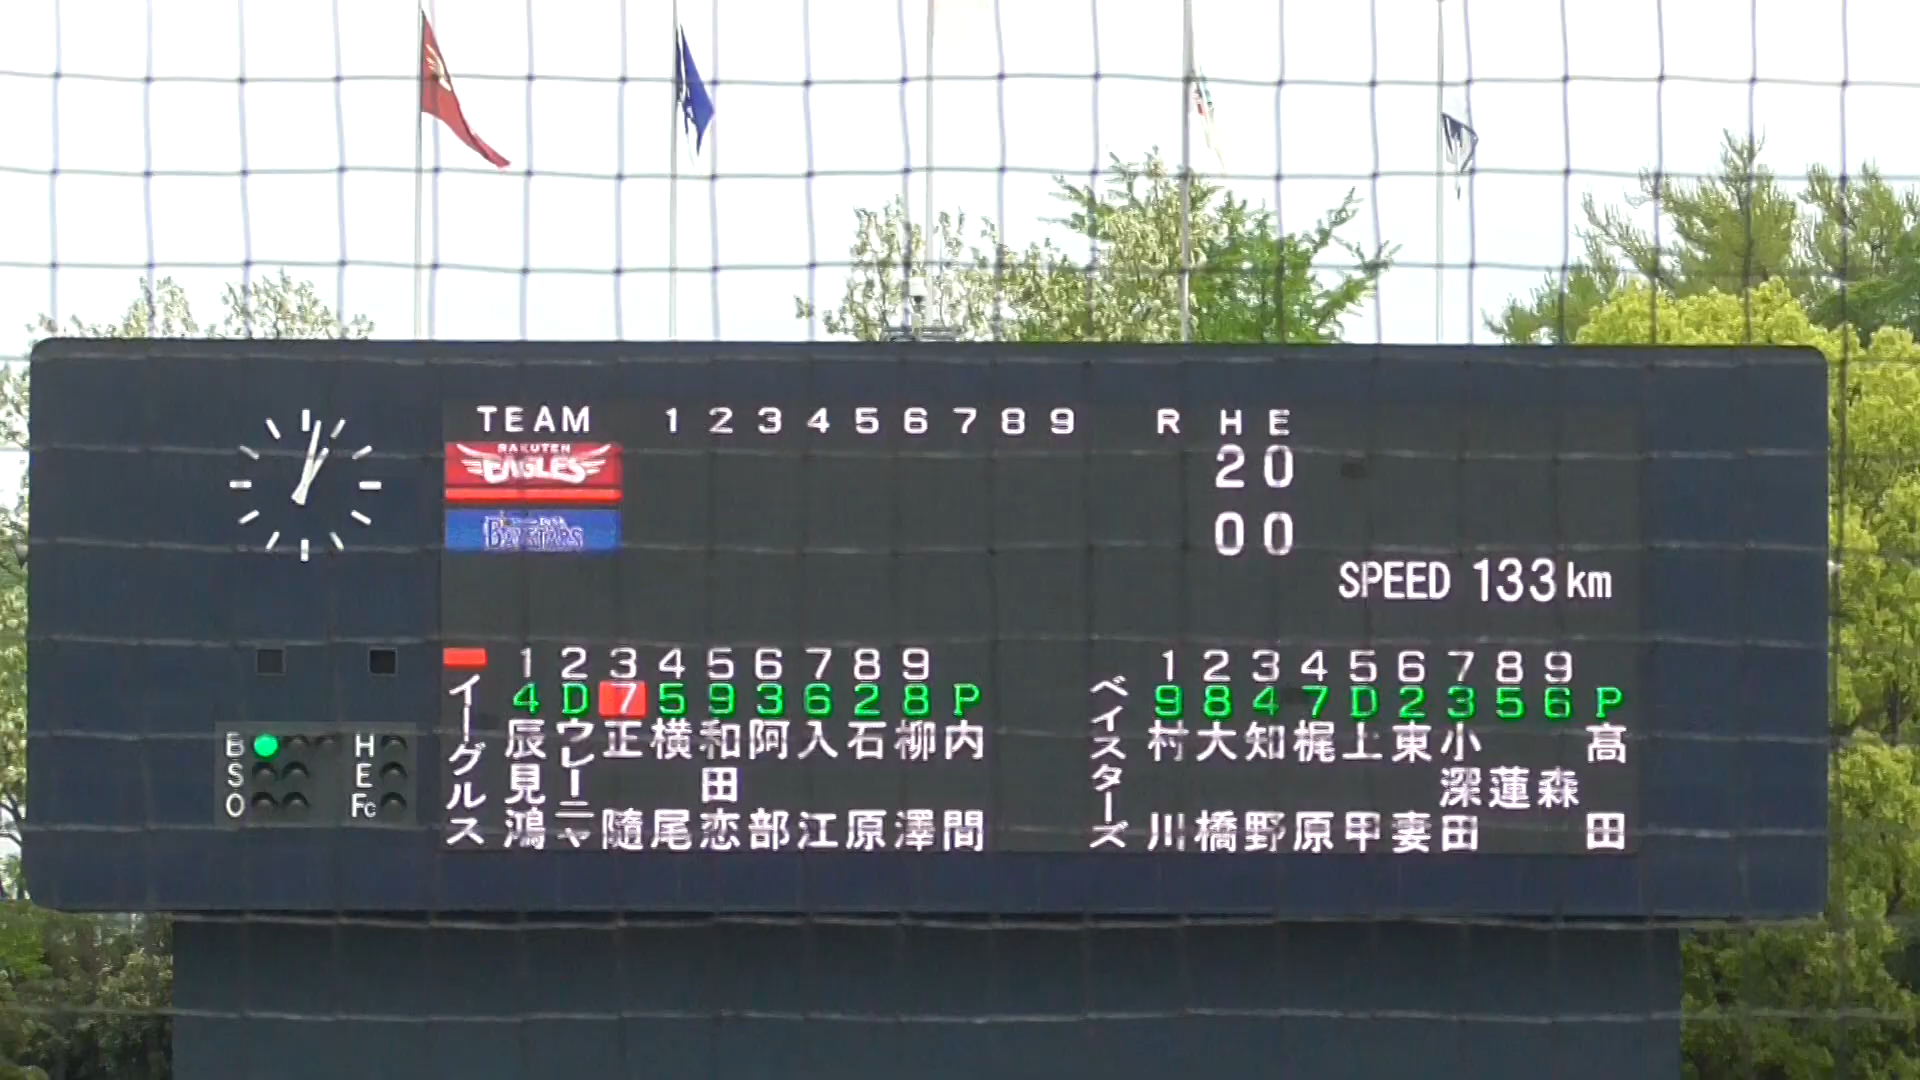 TEAM 1 2 3 4 5 6 7 8 9 R H E
RAKUTEN
EAGLES 2 0
BAYSTARS 0 0
SPEED 133 km
1 2 3 4 5 6 7 8 9
4 D 7 5 9 3 6 2 8 P
イーグルス 辰見鴻 ウレーニャ 正隨 横尾 和田恋 阿部 入江 石原 柳澤 内間
1 2 3 4 5 6 7 8 9
9 8 4 7 D 2 3 5 6 P
ベイスターズ 村川 大橋 知野 梶原 上甲 東妻 小深田 蓮 森 高田
B H
S E
O Fc